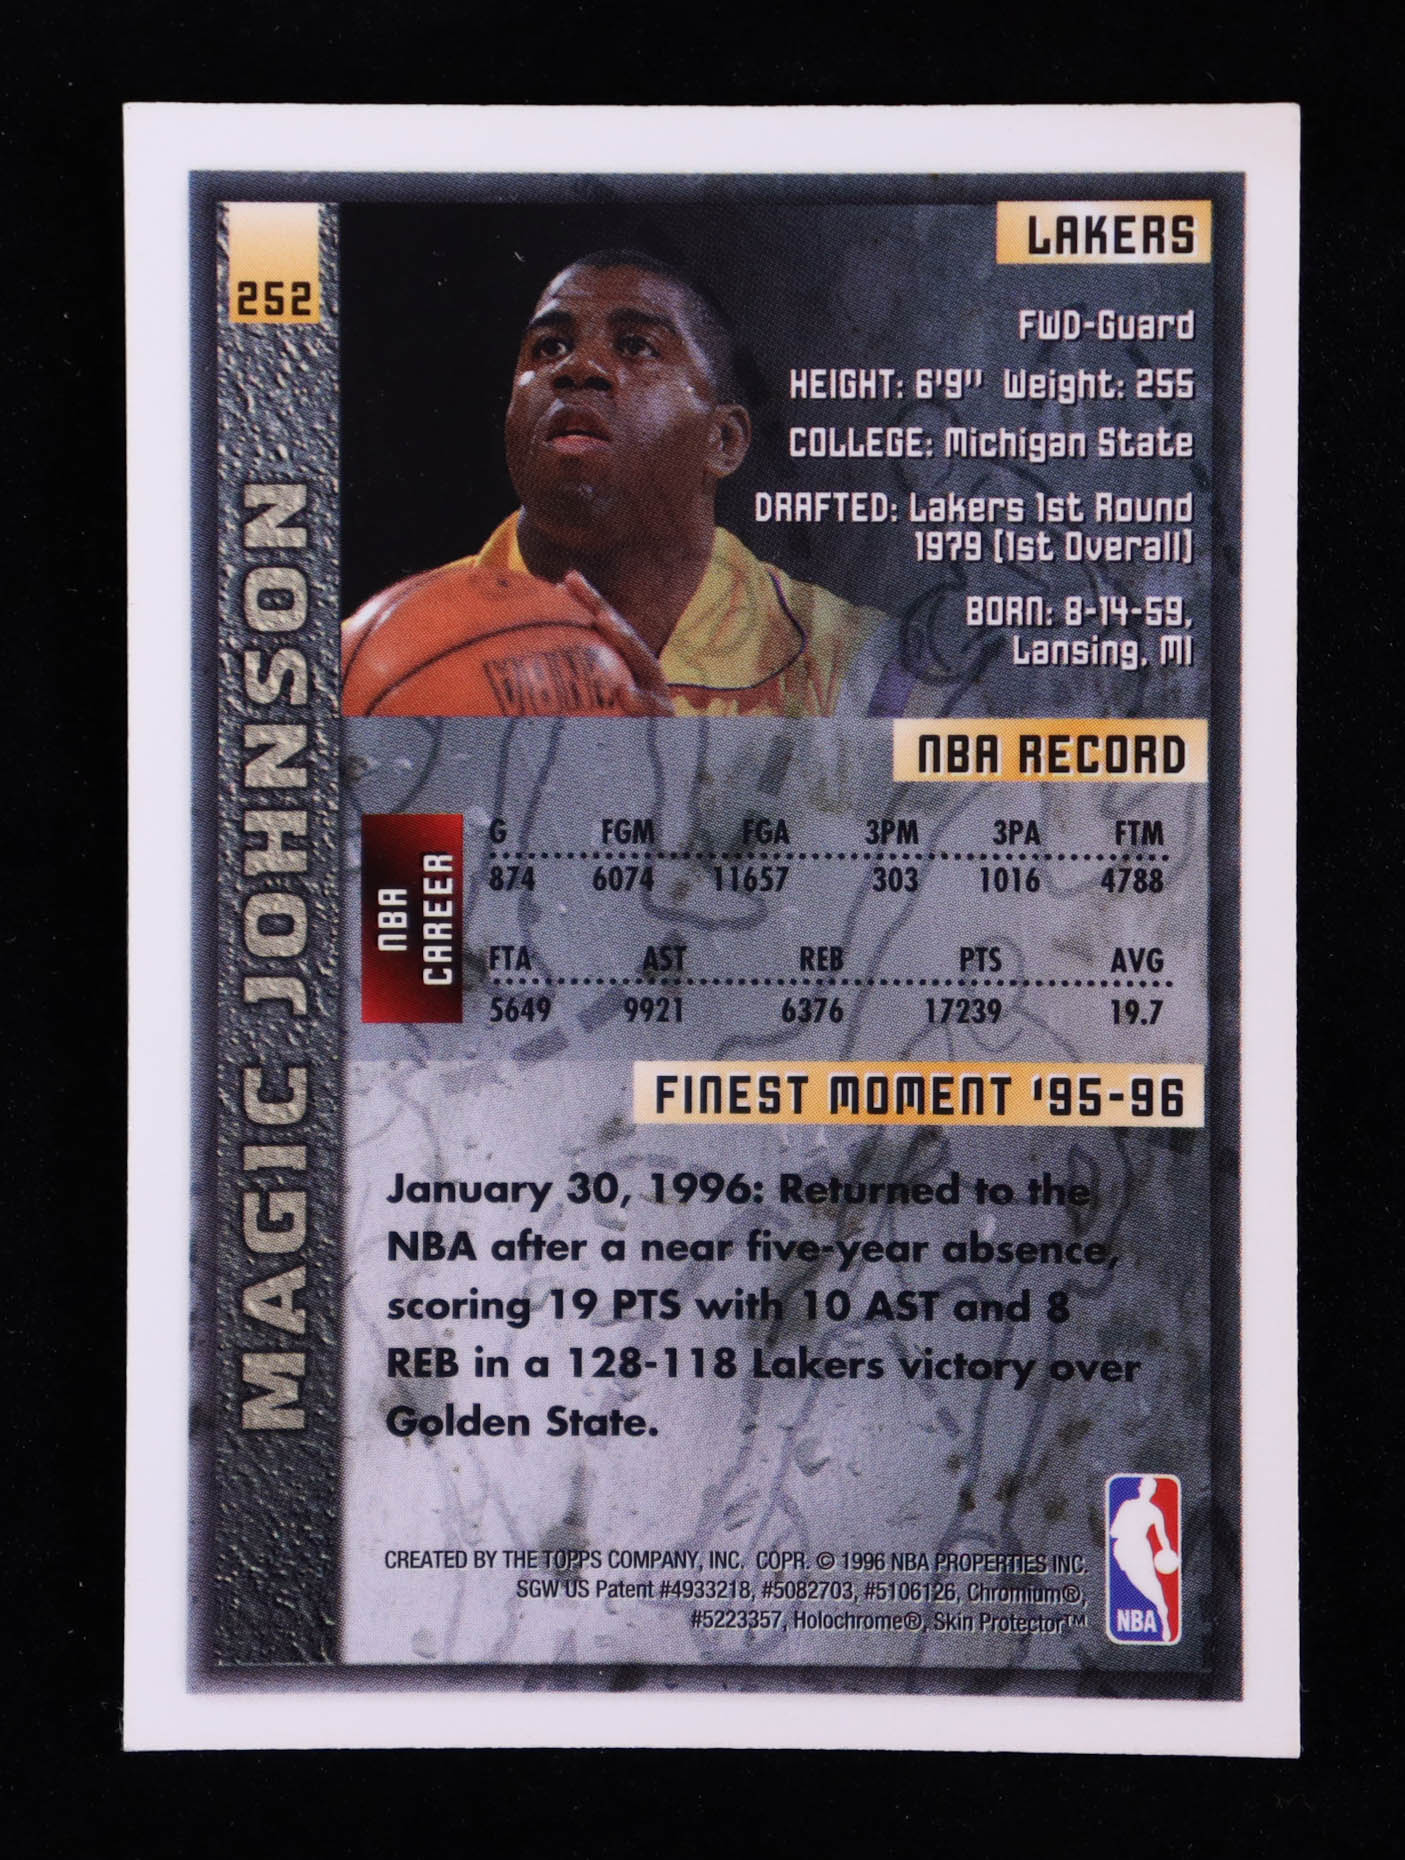 252
MAGIC JOHNSON
LAKERS
FWD-Guard
HEIGHT: 6'9" Weight: 255
COLLEGE: Michigan State
DRAFTED: Lakers 1st Round
1979 (1st Overall)
BORN: 8-14-59,
Lansing, MI
NBA RECORD
NBA
CAREER
G FGM FGA 3PM 3PA FTM
874 6074 11657 303 1016 4788
FTA AST REB PTS AVG
5649 9921 6376 17239 19.7
FINEST MOMENT '95-96
January 30, 1996: Returned to the
NBA after a near five-year absence,
scoring 19 PTS with 10 AST and 8
REB in a 128-118 Lakers victory over
Golden State.
CREATED BY THE TOPPS COMPANY, INC. COPR. © 1996 NBA PROPERTIES INC.
SGW US Patent #4933218, #5082703, #5106126, Chromium®,
#5223357, Holochrome®, Skin Protector™
NBA